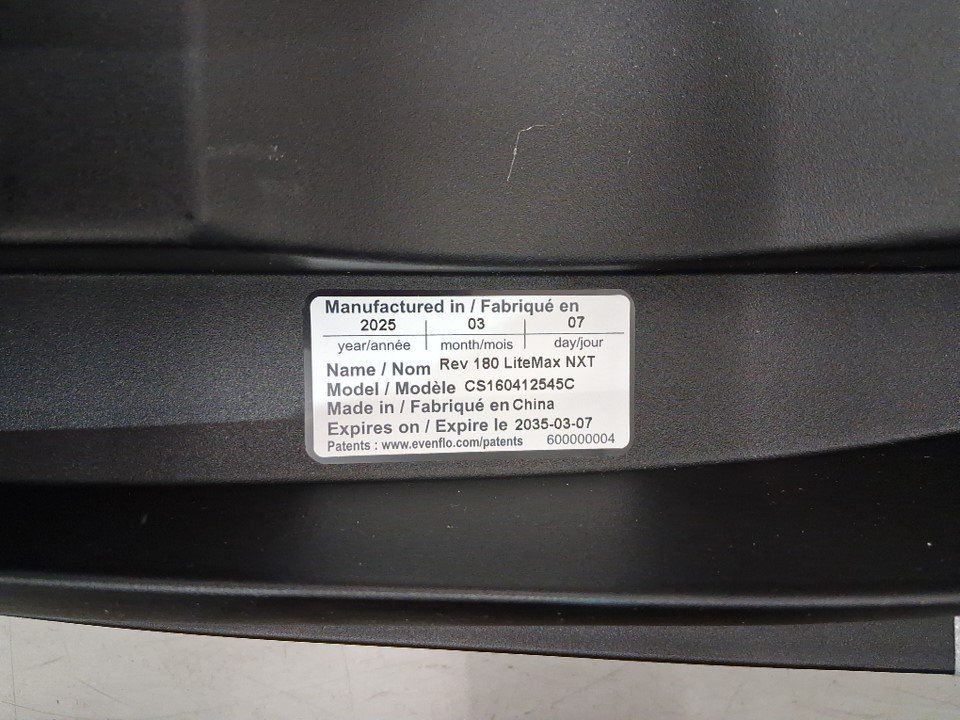 Manufactured in / Fabriqué en
2025 03 07
year/année month/mois day/jour
Name / Nom Rev 180 LiteMax NXT
Model / Modèle CS160412545C
Made in / Fabriqué en China
Expires on / Expire le 2035-03-07
Patents : www.evenflo.com/patents 600000004